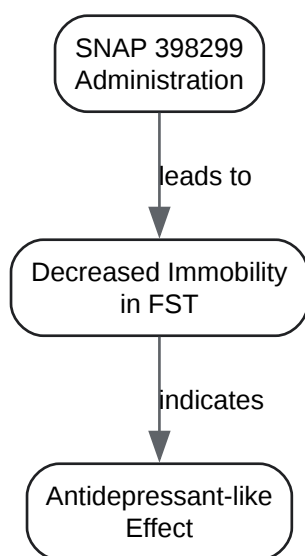 SNAP 398299
Administration
leads to
Decreased Immobility
in FST
indicates
Antidepressant-like
Effect